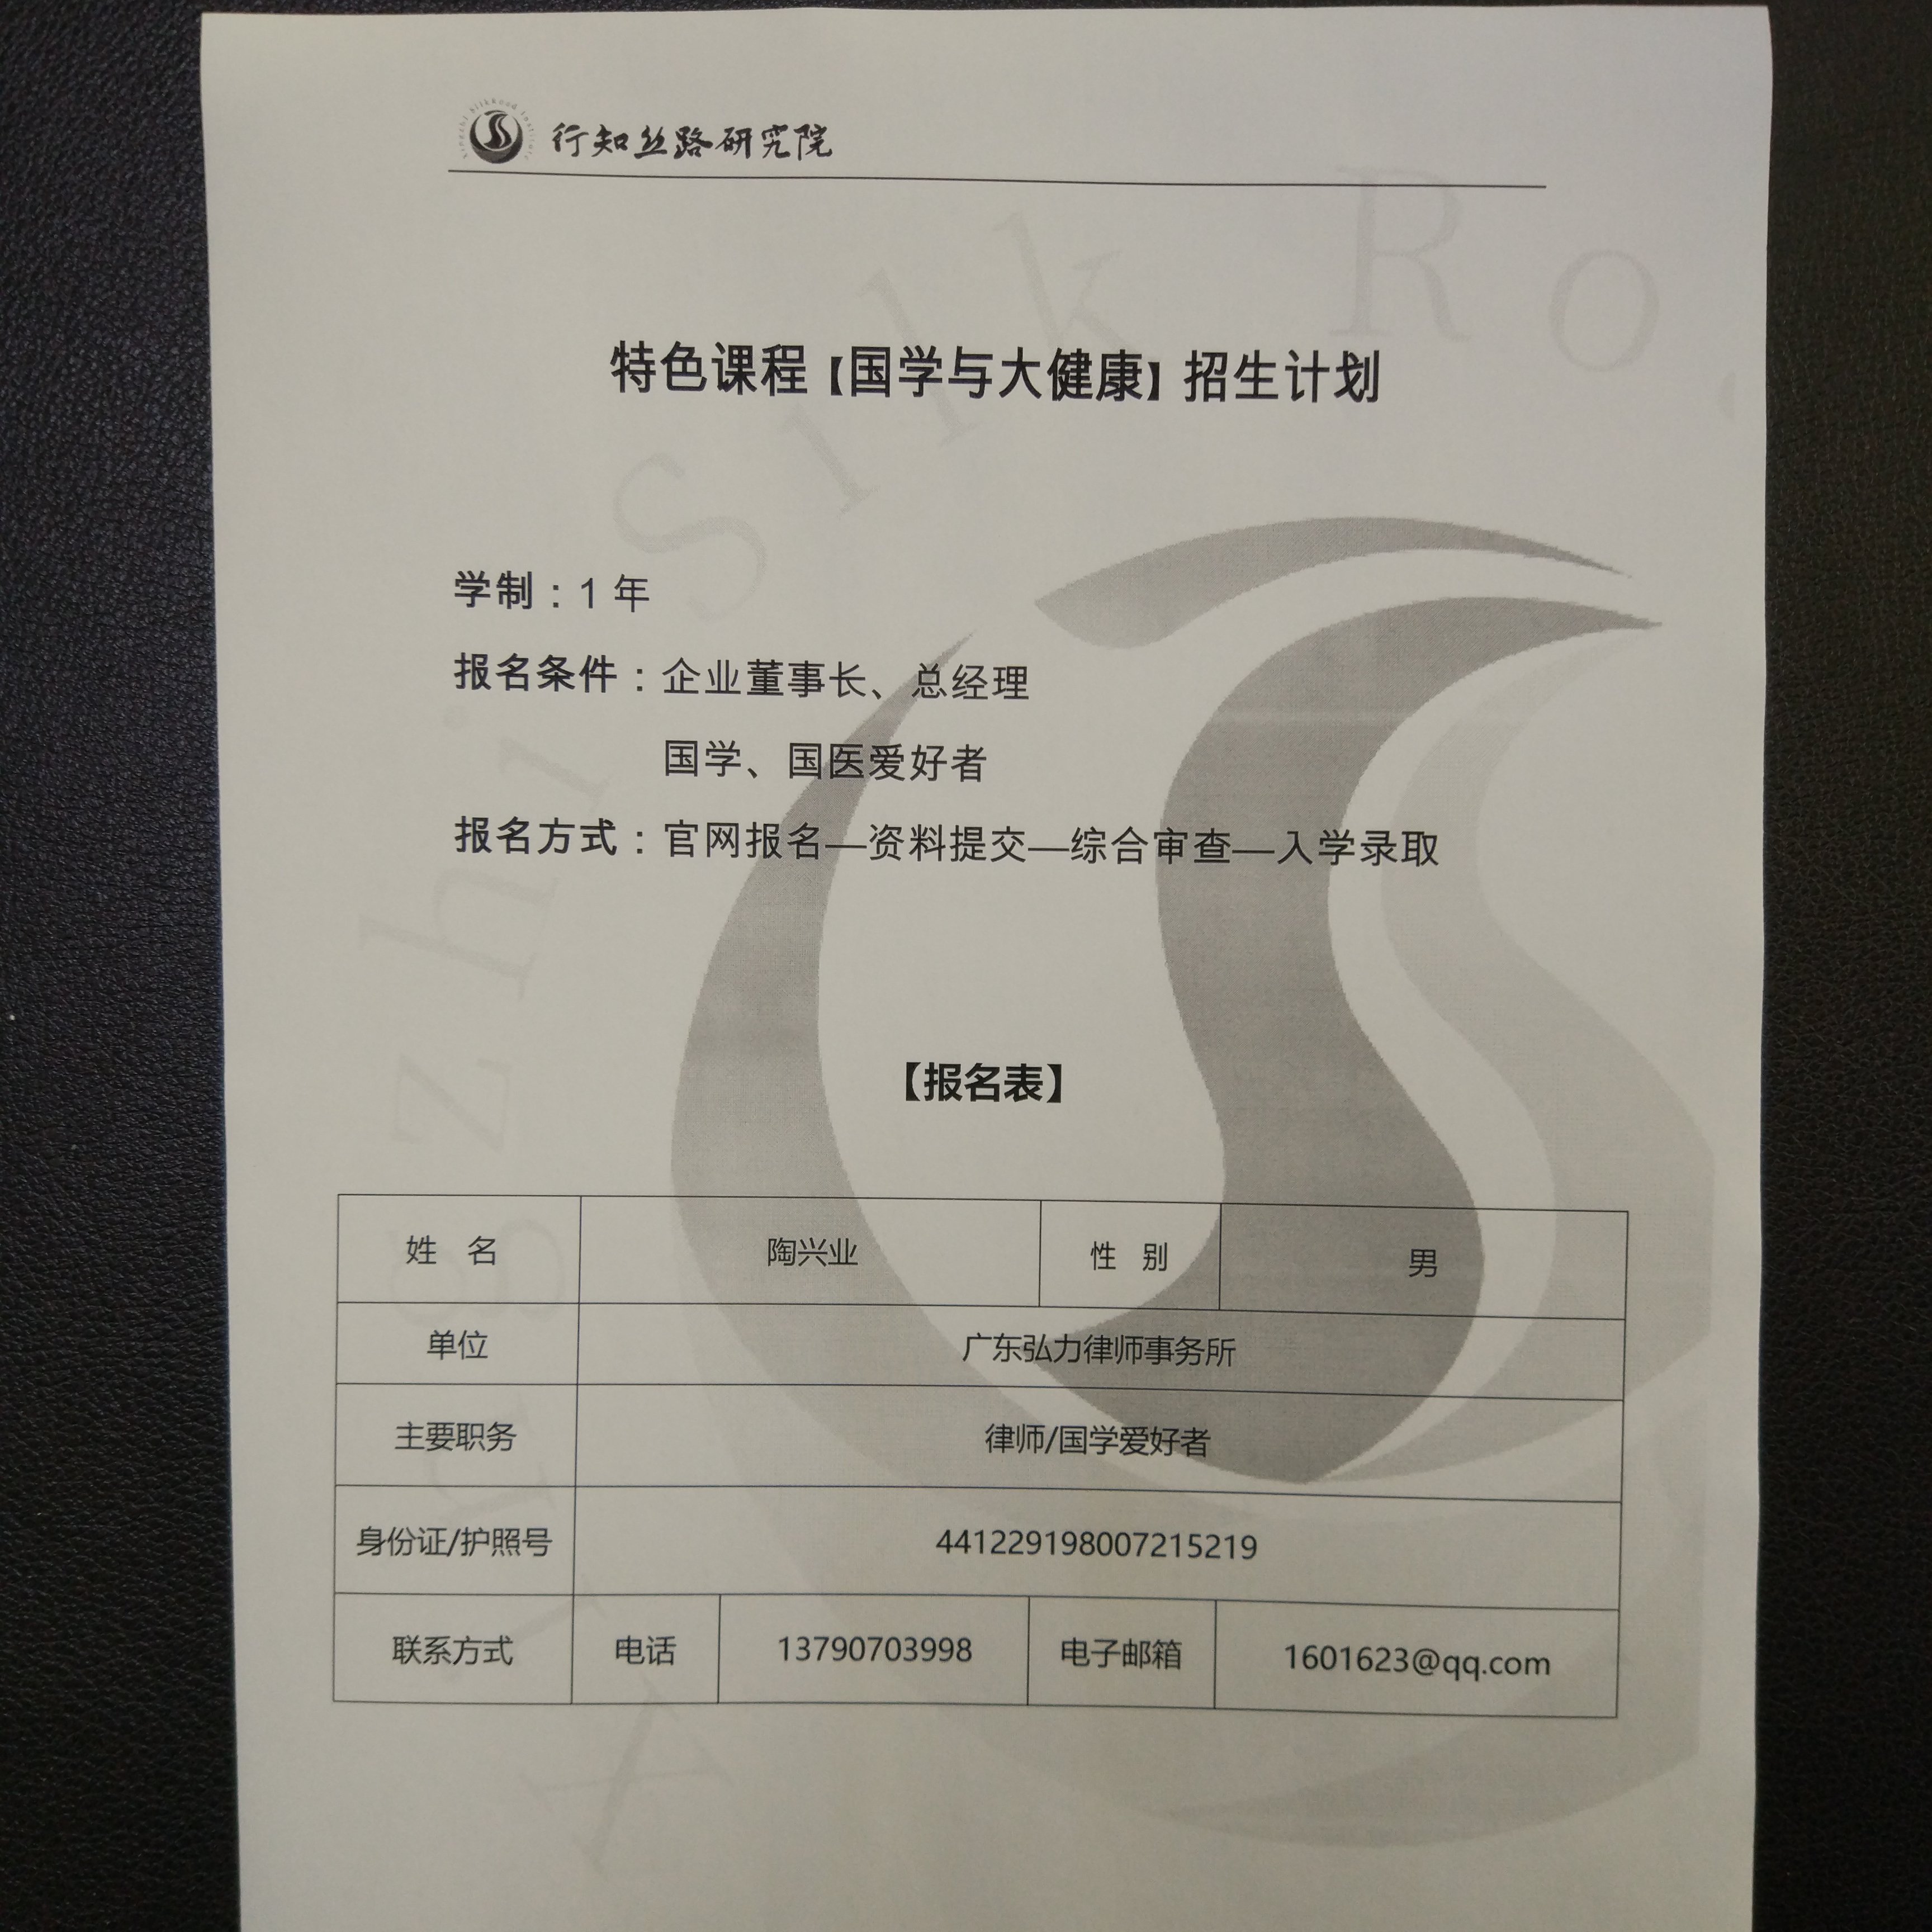 Xingzhi SilkRoad Institute
行知丝路研究院
特色课程【国学与大健康】招生计划
学制：1 年
报名条件：企业董事长、总经理
国学、国医爱好者
报名方式：官网报名—资料提交—综合审查—入学录取
【报名表】
姓 名 陶兴业 性 别 男
单位 广东弘力律师事务所
主要职务 律师/国学爱好者
身份证/护照号 441229198007215219
联系方式 电话 13790703998 电子邮箱 1601623@qq.com
Xingzhi Silk Ro